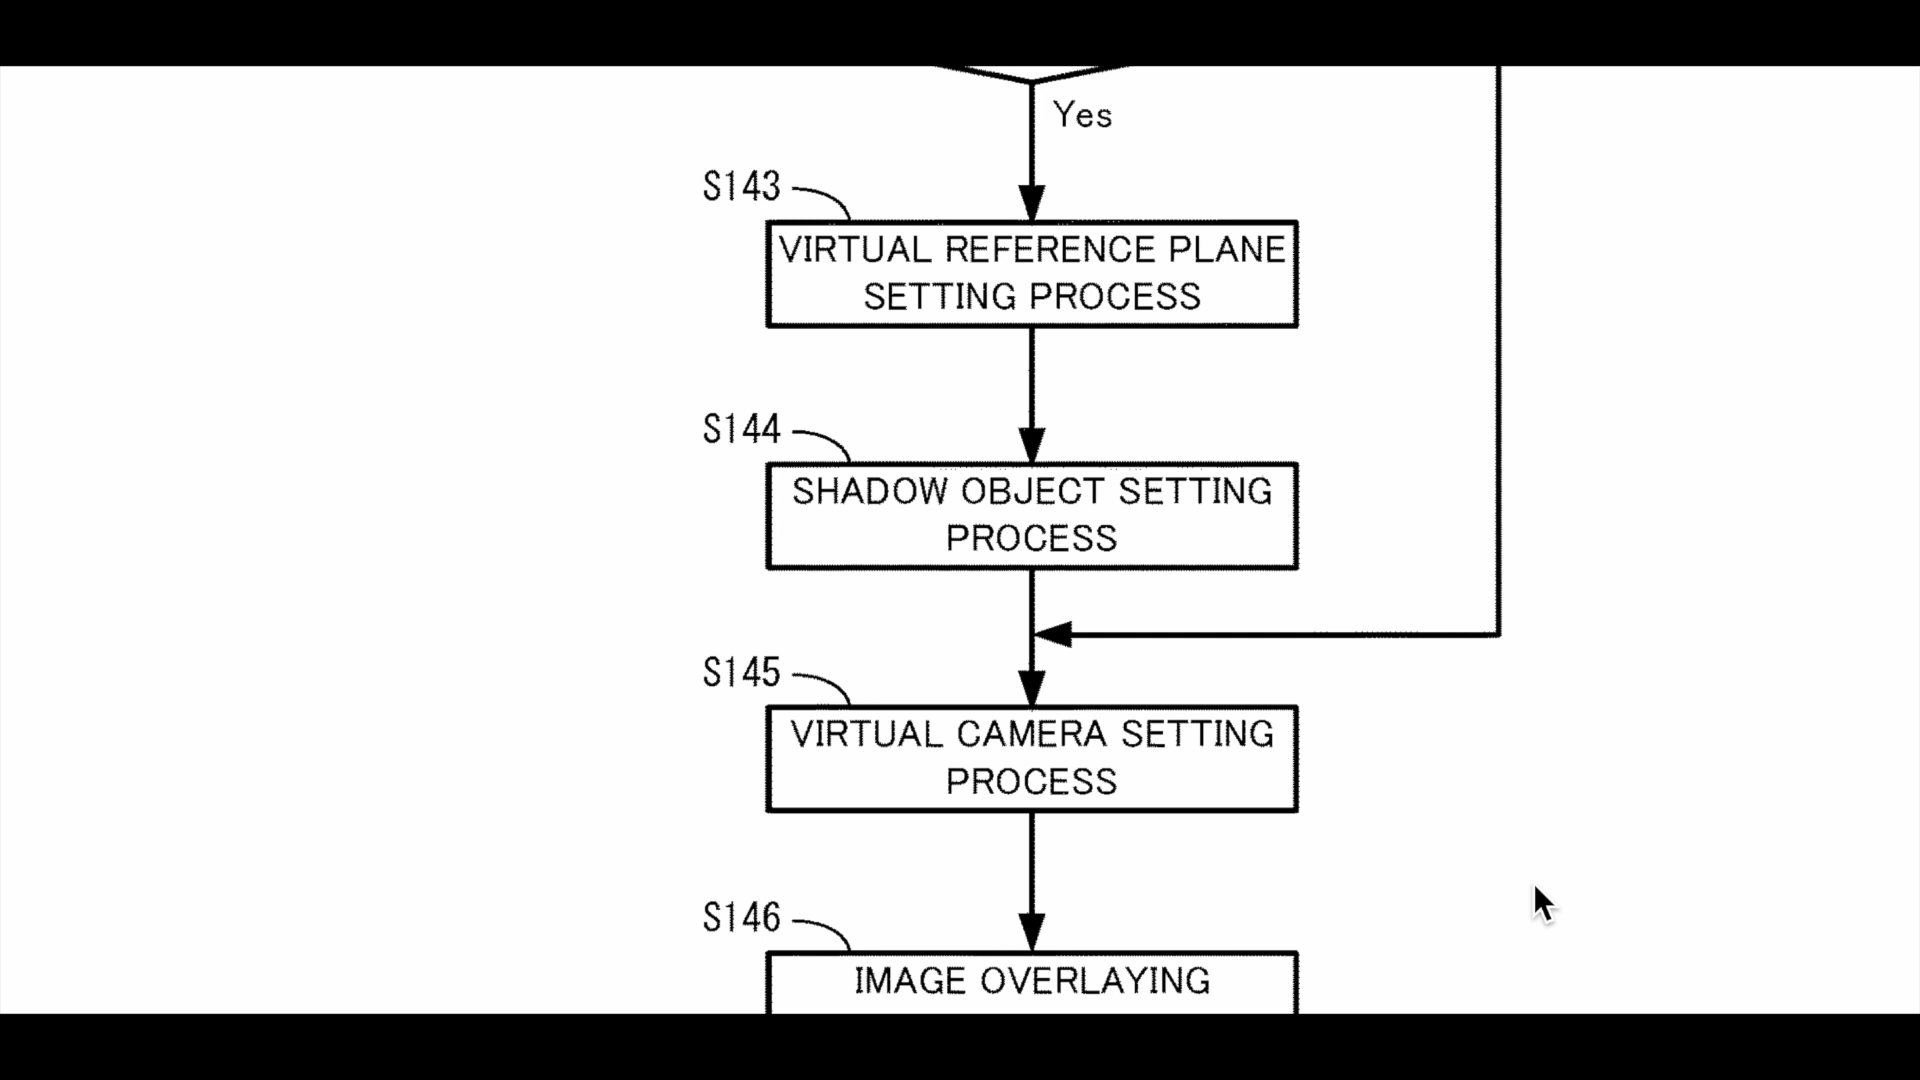 Yes
S143
VIRTUAL REFERENCE PLANE
SETTING PROCESS
S144
SHADOW OBJECT SETTING
PROCESS
S145
VIRTUAL CAMERA SETTING
PROCESS
S146
IMAGE OVERLAYING